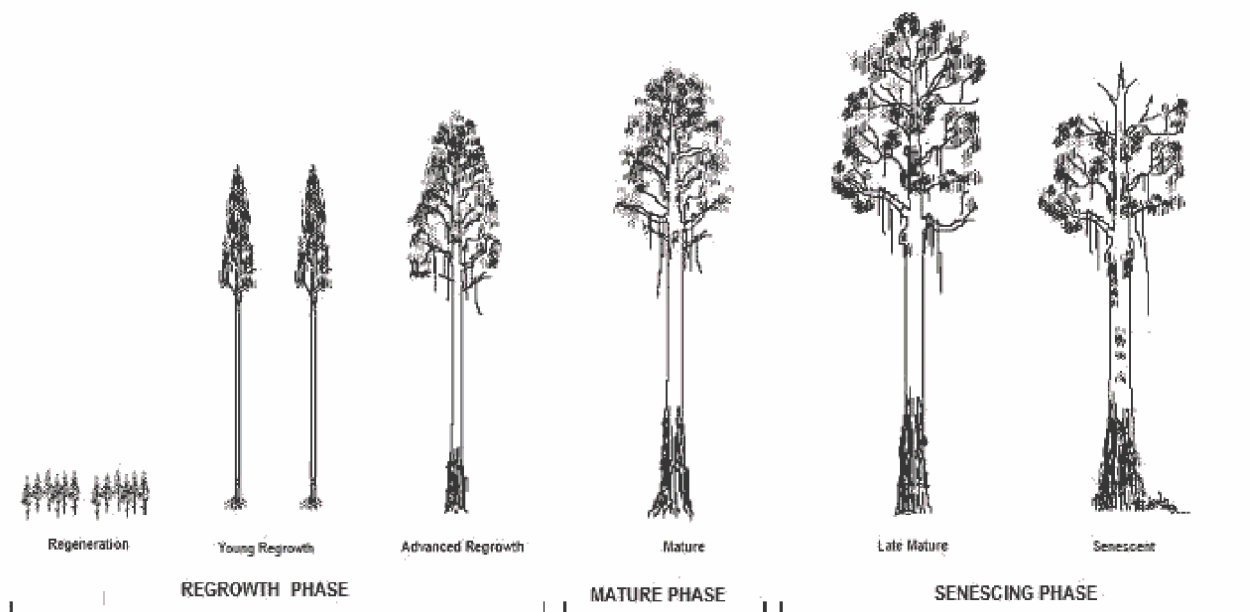 Regeneration
Young Regrowth
Advanced Regrowth
Mature
Late Mature
Senescent
REGROWTH PHASE
MATURE PHASE
SENESCING PHASE